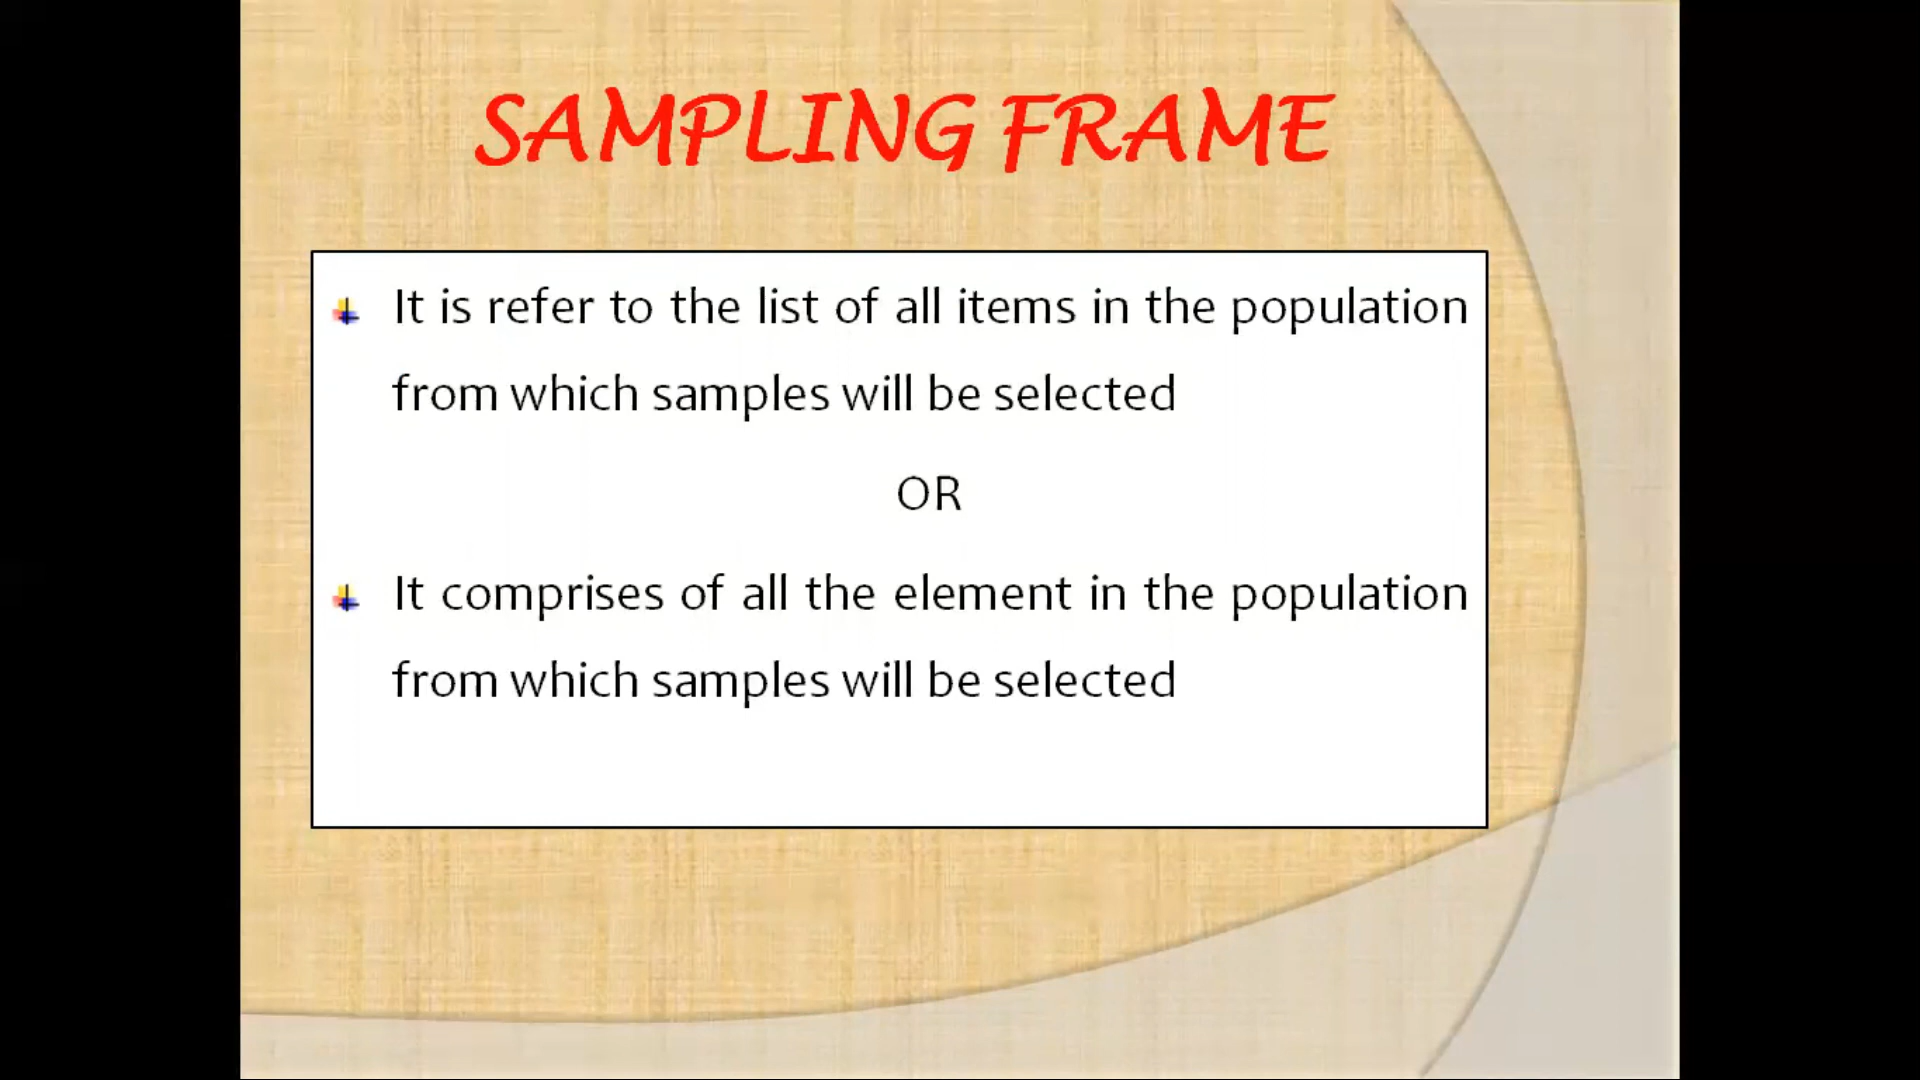 SAMPLING FRAME
It is refer to the list of all items in the population
from which samples will be selected
OR
It comprises of all the element in the population
from which samples will be selected